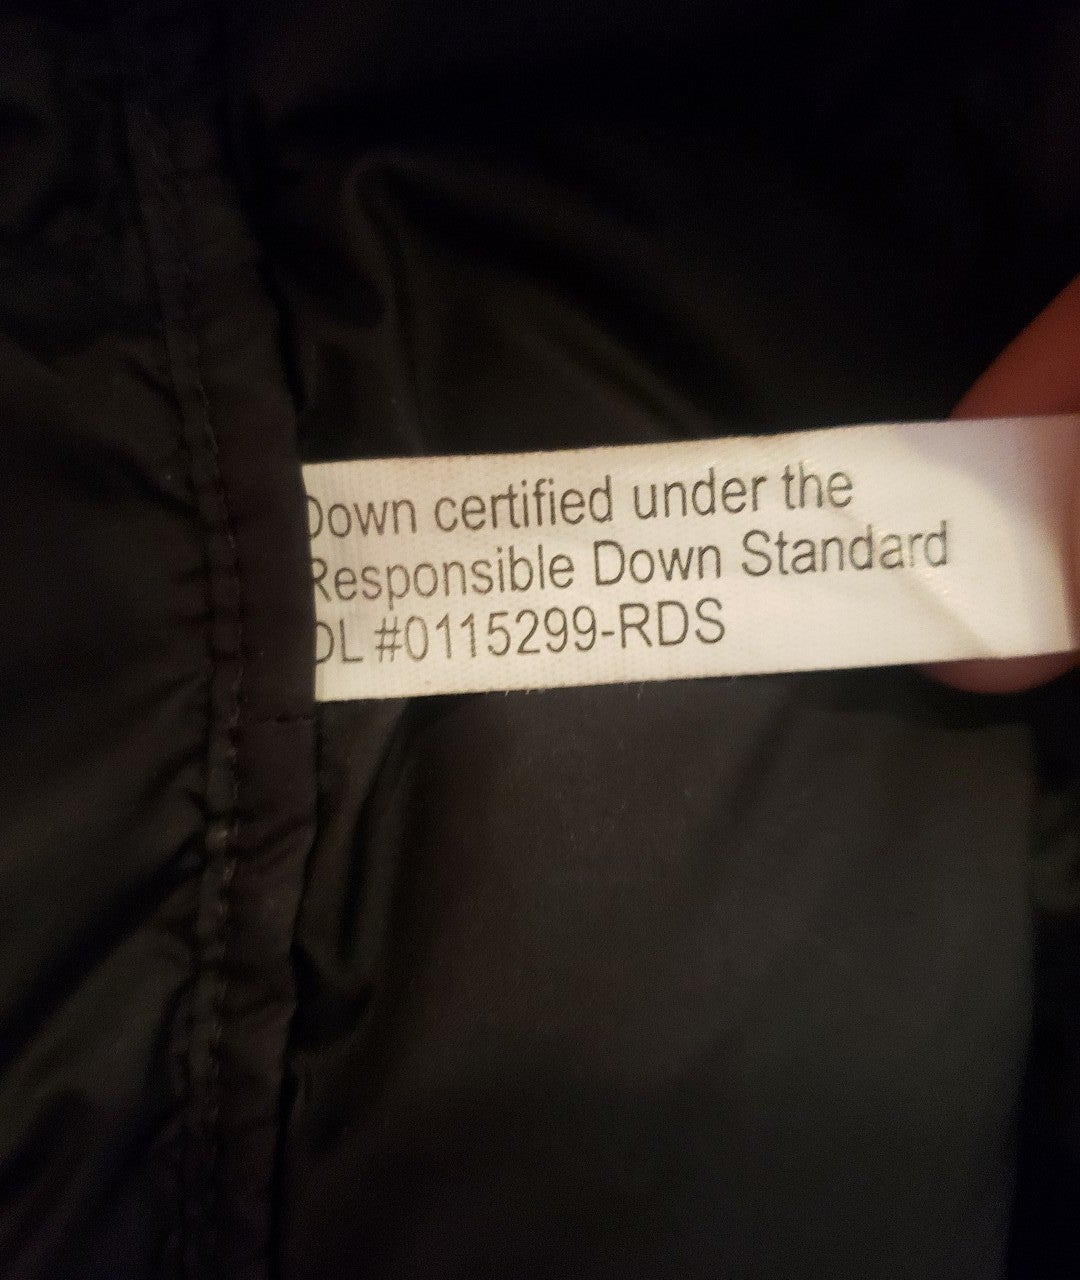 Down certified under the
Responsible Down Standard
DL #0115299-RDS